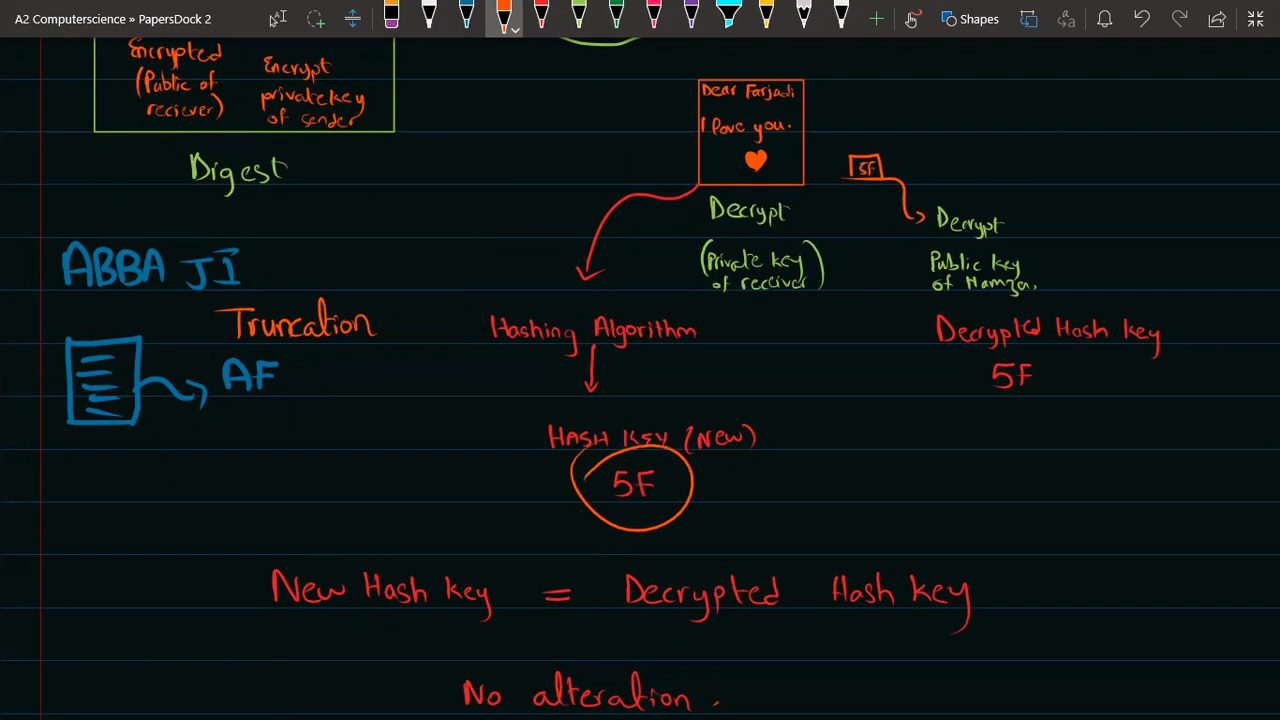 A2 Computerscience » PapersDock 2
Shapes
Encrypted
(Public of
reciever)
Encrypt
private key
of sender
Digest
Dear Farjadi
I love you.
5F
Decrypt
(Private key
of receiver)
Decrypt
Public key
of Hamza.
ABBA JI
Truncation
AF
Hashing Algorithm
Decrypted Hash key
5F
HASH KEY (New)
5F
New Hash key = Decrypted Hash key
No alteration.